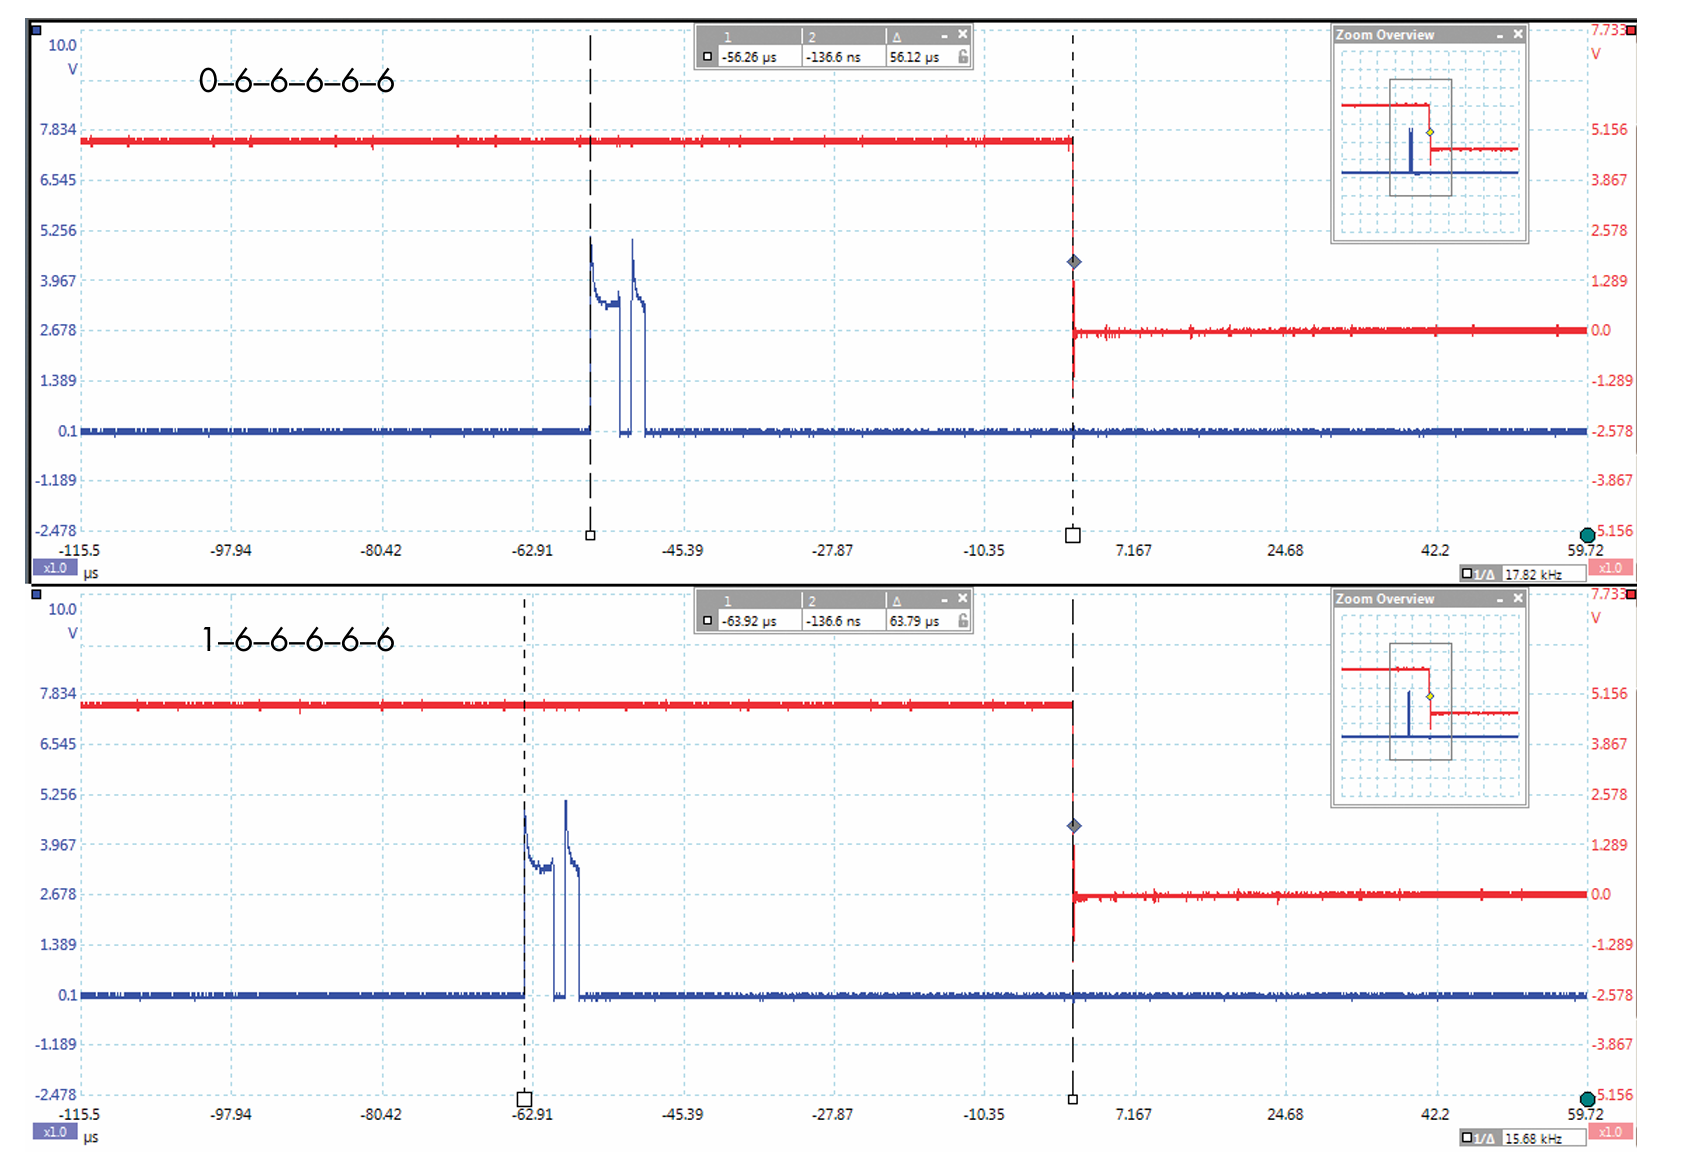 1 2 Δ - ×
Zoom Overview - ×
7.733
10.0
-56.26 µs -136.6 ns 56.12 µs
V
V
0-6-6-6-6-6
7.834
5.156
6.545
3.867
5.256
2.578
3.967
1.289
2.678
0.0
1.389
-1.289
0.1
-2.578
-1.189
-3.867
-2.478
5.156
-115.5 -97.94 -80.42 -62.91 -45.39 -27.87 -10.35 7.167 24.68 42.2 59.72
x1.0 µs
1/Δ 17.82 kHz x1.0
1 2 Δ - ×
Zoom Overview - ×
7.733
10.0
-63.92 µs -136.6 ns 63.79 µs
V
V
1-6-6-6-6-6
7.834
5.156
6.545
3.867
5.256
2.578
3.967
1.289
2.678
0.0
1.389
-1.289
0.1
-2.578
-1.189
-3.867
-2.478
5.156
-115.5 -97.94 -80.42 -62.91 -45.39 -27.87 -10.35 7.167 24.68 42.2 59.72
x1.0 µs
1/Δ 15.68 kHz x1.0